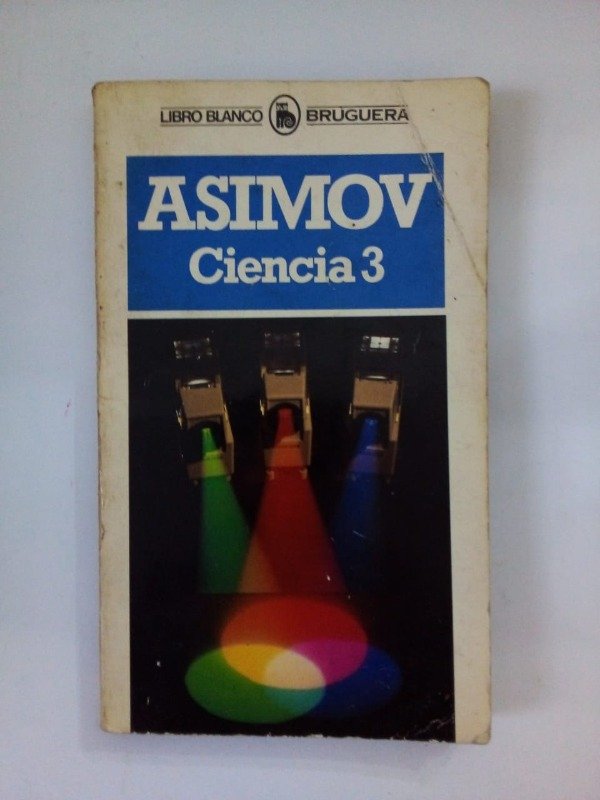 LIBRO BLANCO BRUGUERA
ASIMOV
Ciencia 3